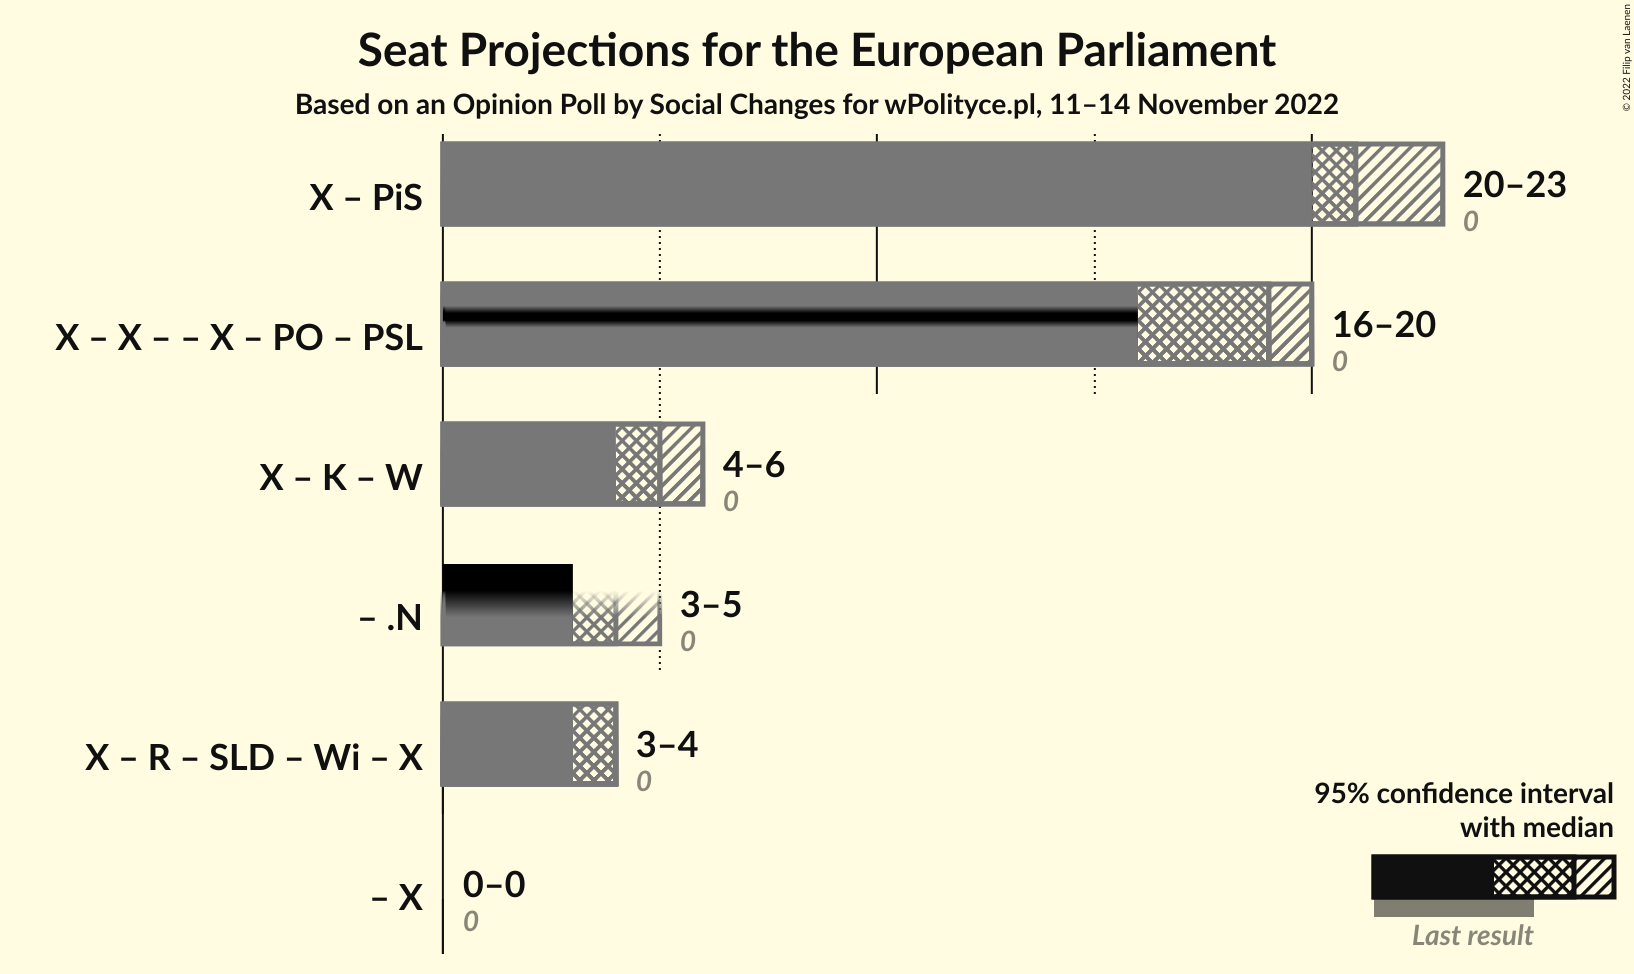 Seat Projections for the European Parliament
Based on an Opinion Poll by Social Changes for wPolityce.pl, 11–14 November 2022
© 2022 Filip van Laenen
X – PiS
20–23
0
X – X – – X – PO – PSL
16–20
0
X – K – W
4–6
0
– .N
3–5
0
X – R – SLD – Wi – X
3–4
0
– X
0–0
0
95% confidence interval
with median
Last result